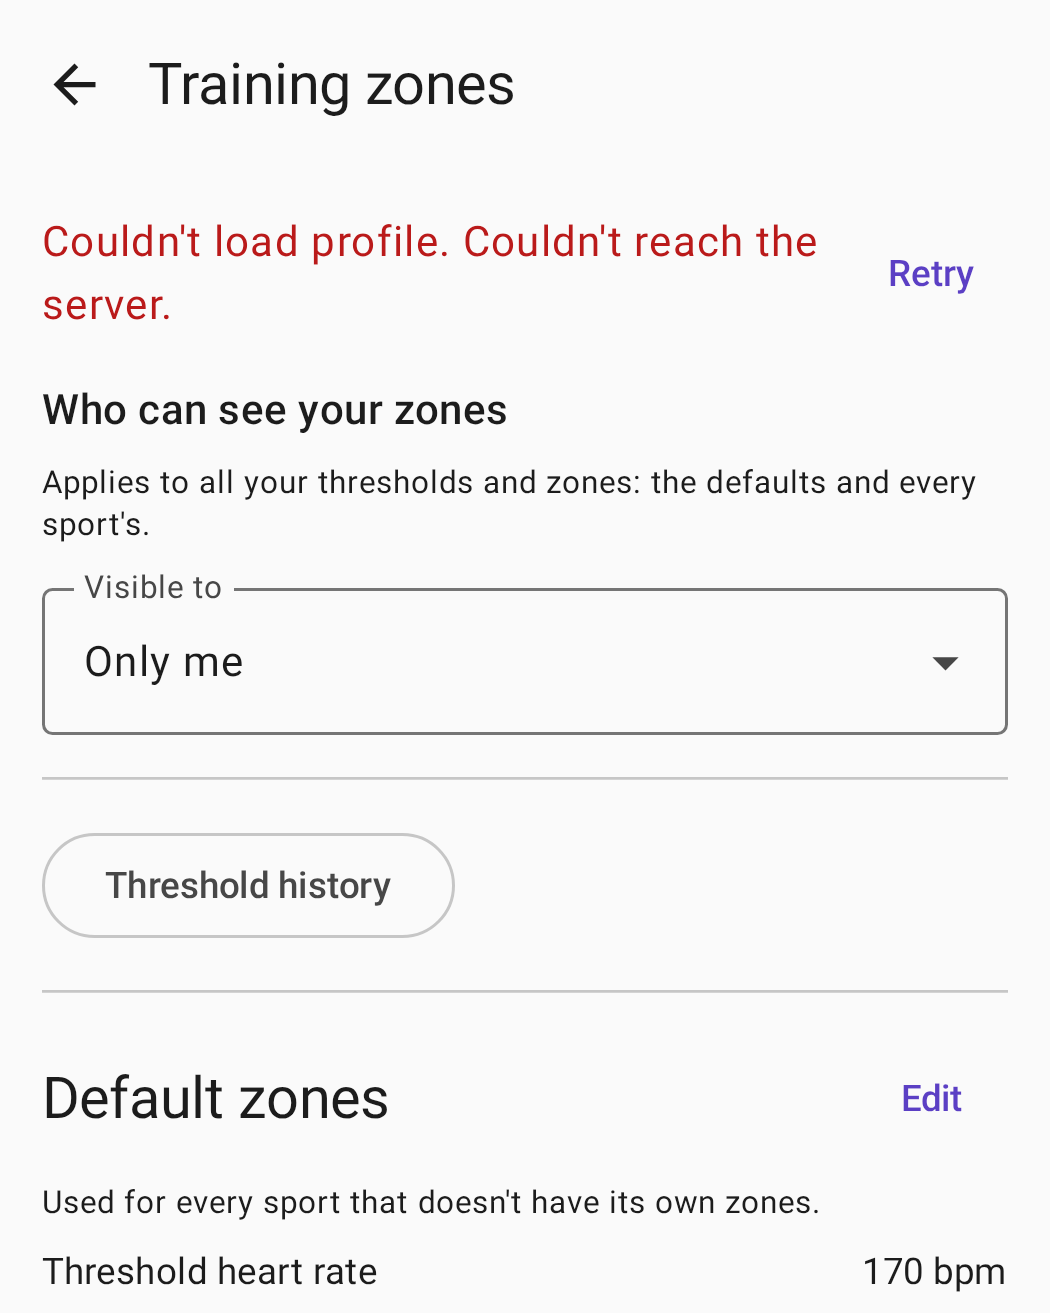 Training zones
Couldn't load profile. Couldn't reach the
server.
Retry
Who can see your zones
Applies to all your thresholds and zones: the defaults and every
sport's.
Visible to
Only me
Threshold history
Default zones
Edit
Used for every sport that doesn't have its own zones.
Threshold heart rate
170 bpm